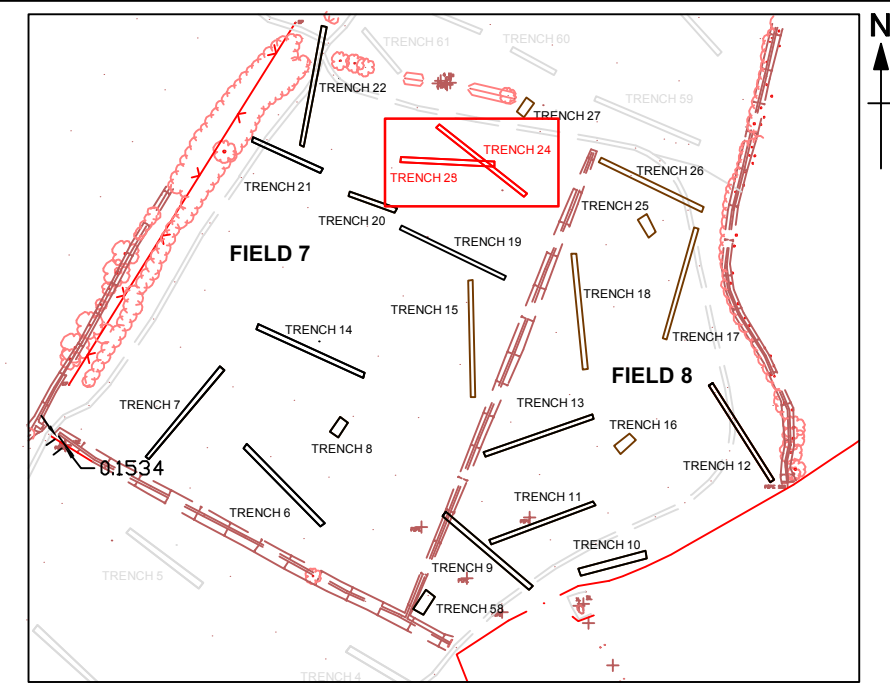 N
TRENCH 61
TRENCH 60
TRENCH 22
TRENCH 59
TRENCH 27
TRENCH 24
TRENCH 26
TRENCH 23
TRENCH 21
TRENCH 25
TRENCH 20
TRENCH 19
FIELD 7
TRENCH 18
TRENCH 15
TRENCH 14
TRENCH 17
FIELD 8
TRENCH 7
TRENCH 13
TRENCH 16
TRENCH 8
TRENCH 12
0.1534
TRENCH 11
TRENCH 6
TRENCH 10
TRENCH 9
TRENCH 5
TRENCH 58
TRENCH 4